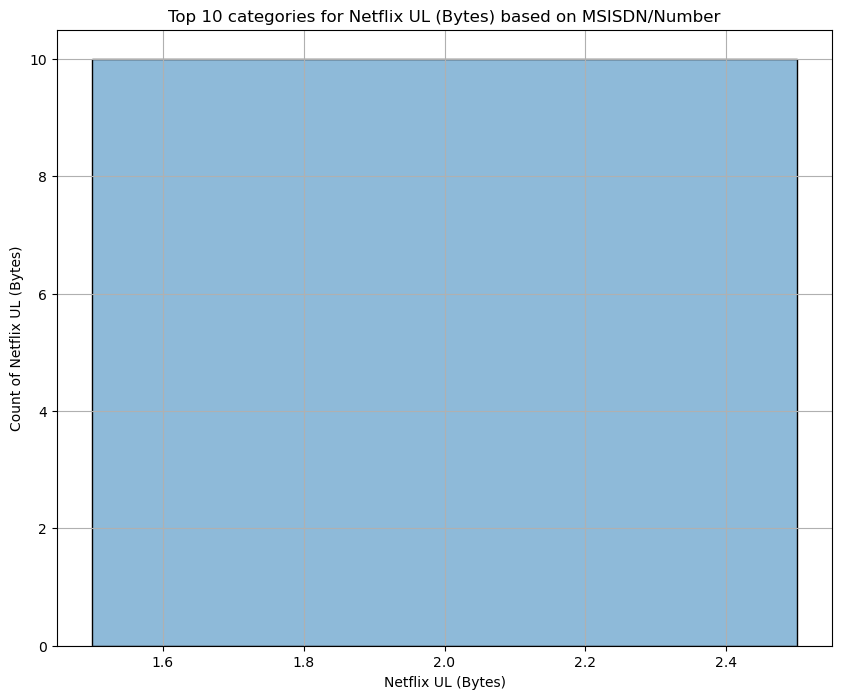 Top 10 categories for Netflix UL (Bytes) based on MSISDN/Number
10
8
6
4
2
0
Count of Netflix UL (Bytes)
1.6 1.8 2.0 2.2 2.4
Netflix UL (Bytes)